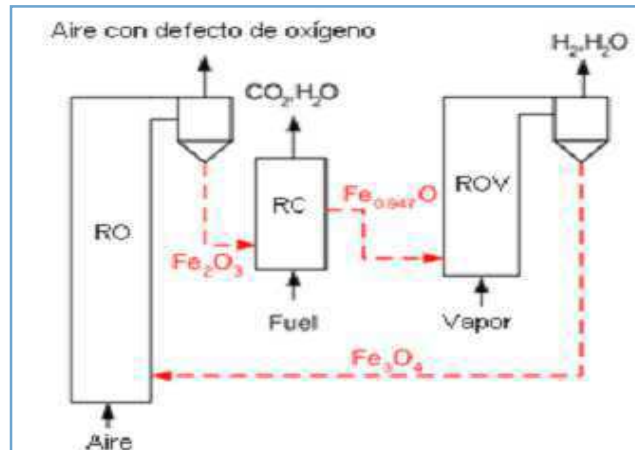 Aire con defecto de oxígeno
H₂,H₂O
CO₂,H₂O
RO
RC
Fe₀.₉₄₇O
ROV
Fe₂O₃
Fuel
Vapor
Fe₃O₄
Aire